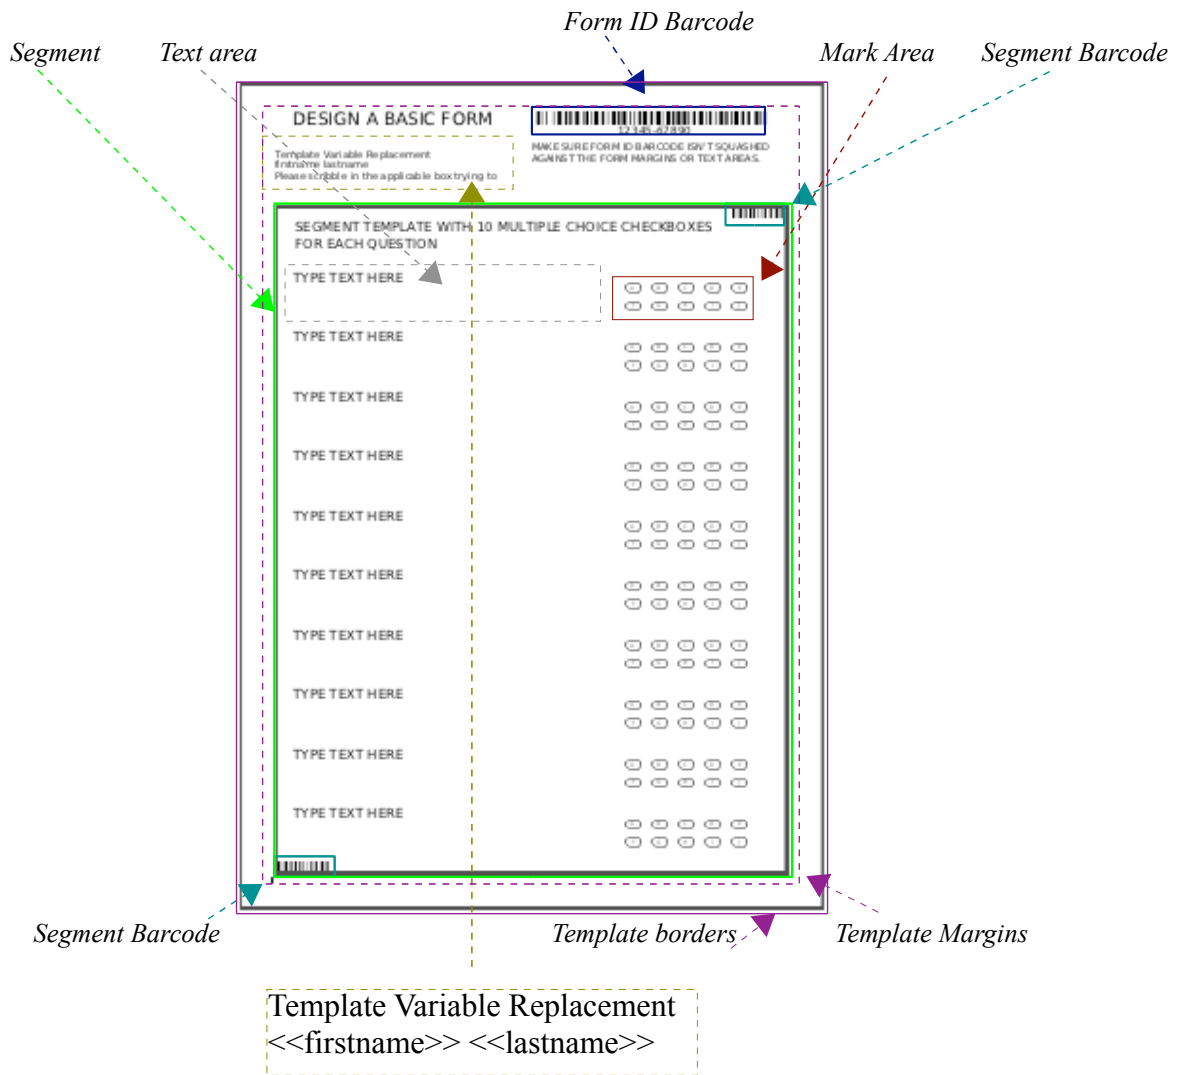 Form ID Barcode
Segment
Text area
Mark Area
Segment Barcode
DESIGN A BASIC FORM
12345-67890
MAKE SURE FORM ID BARCODE ISN'T SQUASHED
AGAINST THE FORM MARGINS OR TEXT AREAS.
Template Variable Replacement
firstname lastname
Please scribble in the applicable box trying to
SEGMENT TEMPLATE WITH 10 MULTIPLE CHOICE CHECKBOXES
FOR EACH QUESTION
TYPE TEXT HERE
TYPE TEXT HERE
TYPE TEXT HERE
TYPE TEXT HERE
TYPE TEXT HERE
TYPE TEXT HERE
TYPE TEXT HERE
TYPE TEXT HERE
TYPE TEXT HERE
TYPE TEXT HERE
Segment Barcode
Template borders
Template Margins
Template Variable Replacement
<<firstname>> <<lastname>>